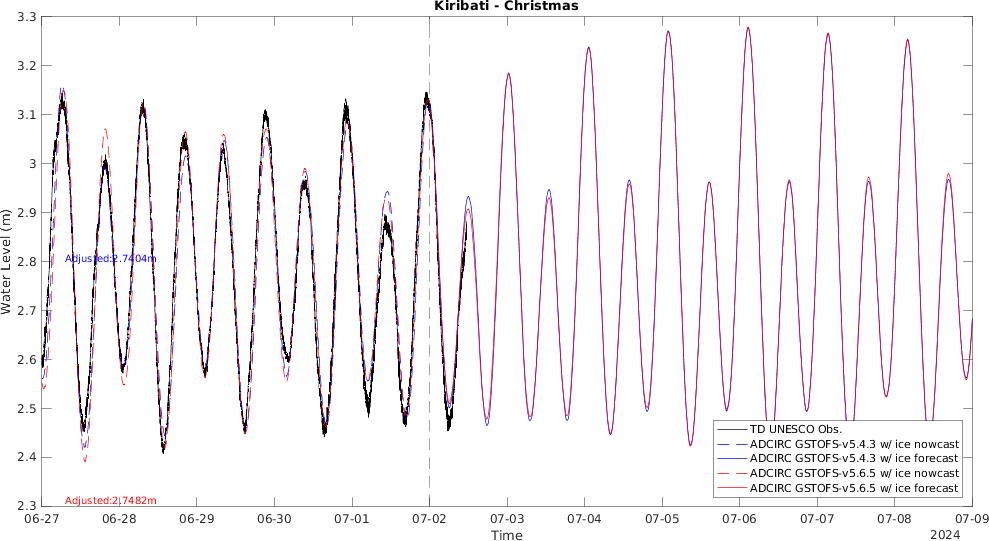 Kiribati - Christmas
3.3
3.2
3.1
3
2.9
2.8
2.7
2.6
2.5
2.4
2.3
Water Level (m)
Adjusted:2.7404m
Adjusted:2.7482m
TD UNESCO Obs.
ADCIRC GSTOFS-v5.4.3 w/ ice nowcast
ADCIRC GSTOFS-v5.4.3 w/ ice forecast
ADCIRC GSTOFS-v5.6.5 w/ ice nowcast
ADCIRC GSTOFS-v5.6.5 w/ ice forecast
06-27 06-28 06-29 06-30 07-01 07-02 07-03 07-04 07-05 07-06 07-07 07-08 07-09
Time
2024